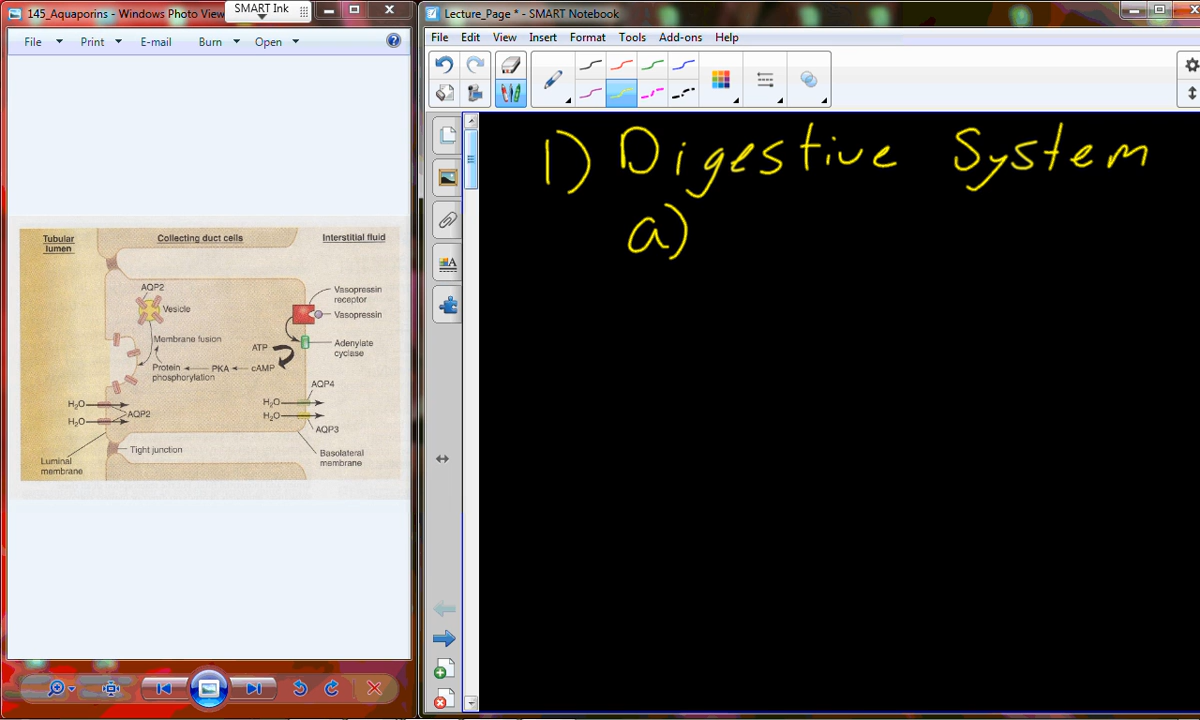 145_Aquaporins - Windows Photo View
SMART Ink
File Print E-mail Burn Open
Tubular lumen
Collecting duct cells
Interstitial fluid
AQP2
Vesicle
Vasopressin receptor
Vasopressin
Membrane fusion
ATP
Adenylate cyclase
Protein phosphorylation
PKA
cAMP
AQP4
H₂O
H₂O
AQP2
H₂O
H₂O
AQP3
Tight junction
Luminal membrane
Basolateral membrane
Lecture_Page * - SMART Notebook
File Edit View Insert Format Tools Add-ons Help
1) Digestive System
a)